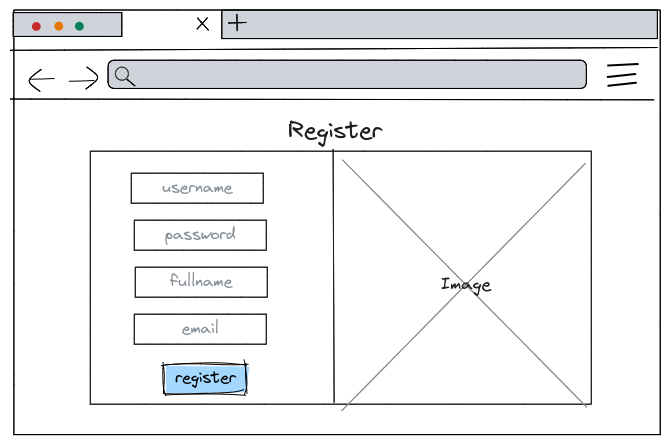 Register
username
password
fullname
email
register
Image